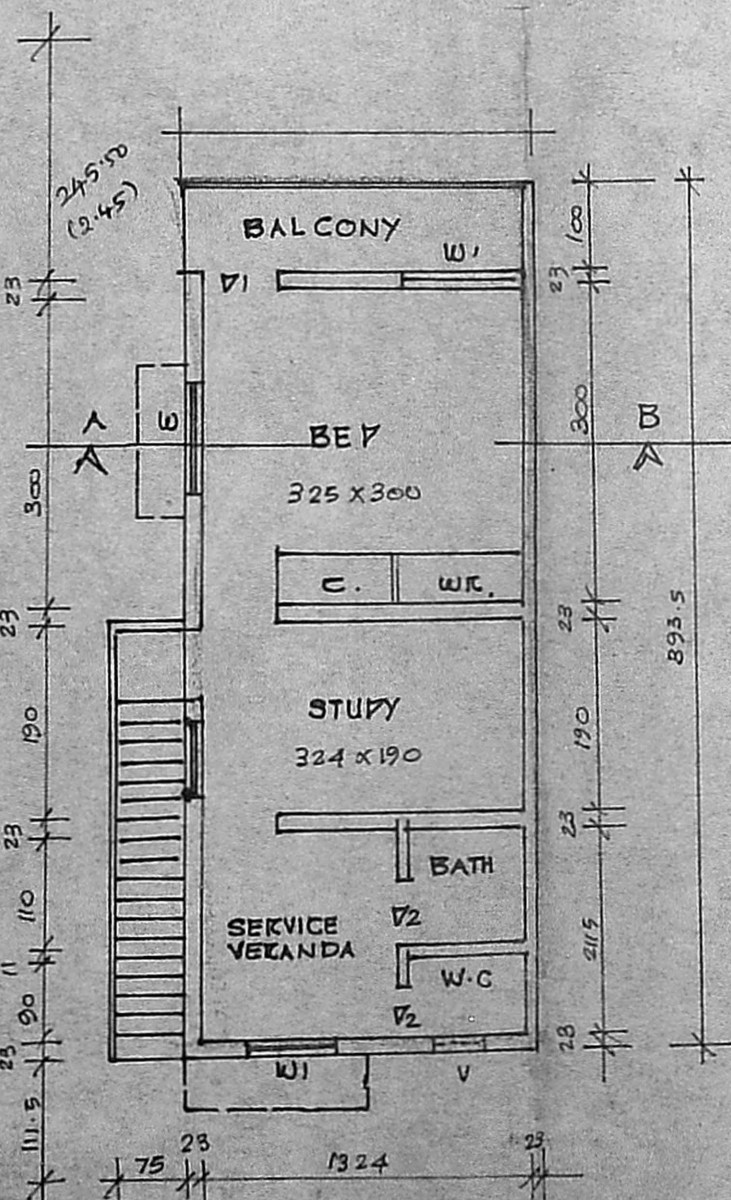 245.50
(2.45)
BALCONY
W1
D1
100
23
23
A
W
BED
325 x 300
300
B
300
C.
WR.
23
23
893.5
STUDY
324 x 190
190
190
23
23
BATH
110
SERVICE
VERANDA
D2
2115
11
W.C
90
D2
23
23
W1
V
111.5
75
23
1324
23